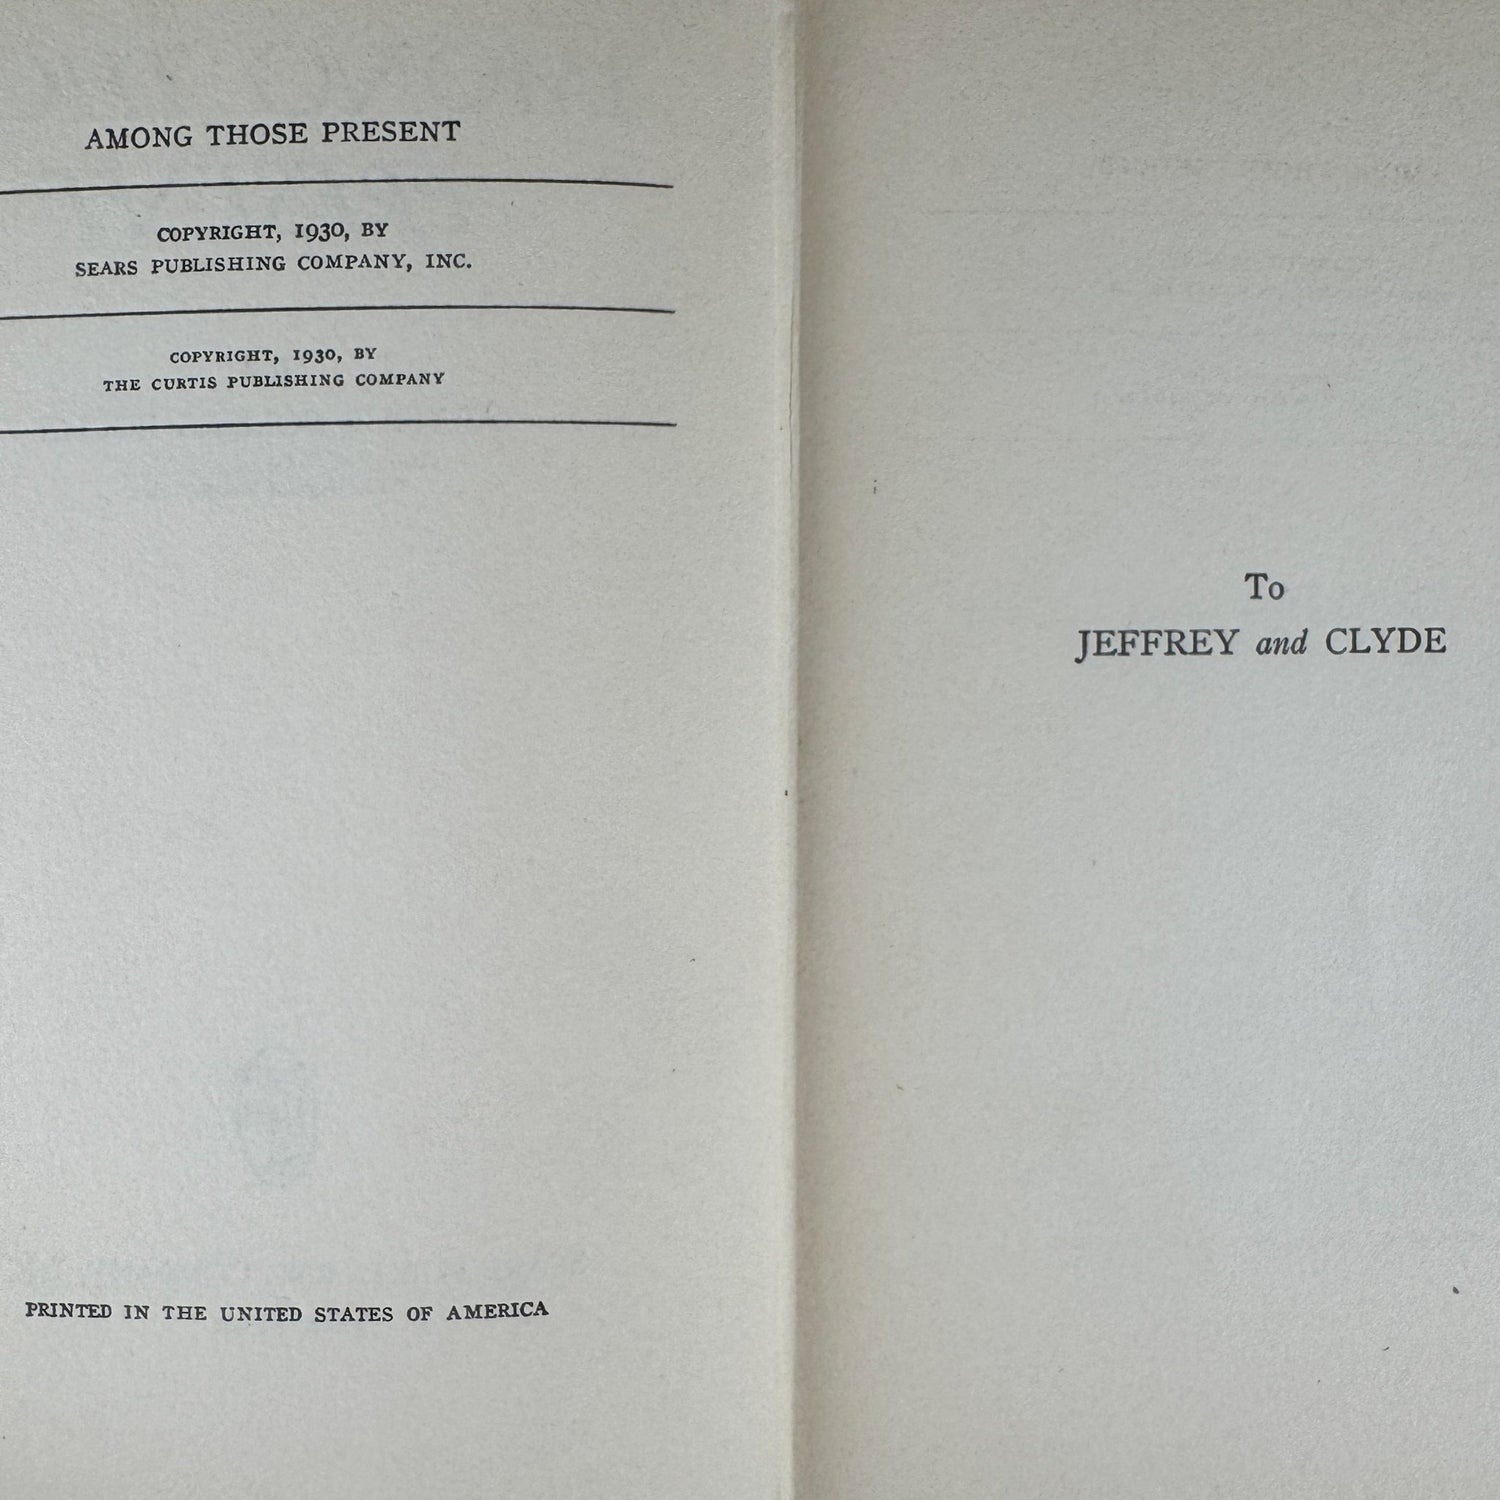 AMONG THOSE PRESENT
COPYRIGHT, 1930, BY
SEARS PUBLISHING COMPANY, INC.
COPYRIGHT, 1930, BY
THE CURTIS PUBLISHING COMPANY
PRINTED IN THE UNITED STATES OF AMERICA
To
JEFFREY and CLYDE